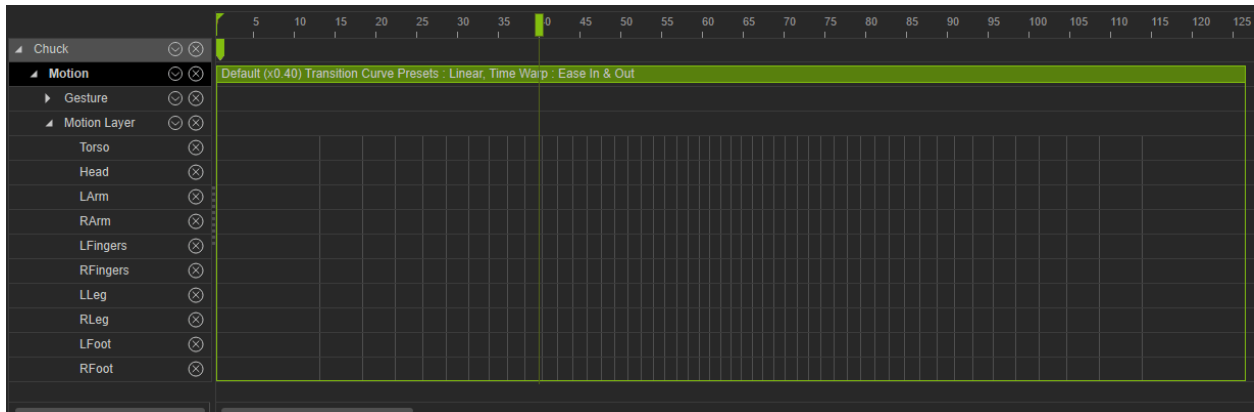 5 10 15 20 25 30 35 0 45 50 55 60 65 70 75 80 85 90 95 100 105 110 115 120 125
Chuck
Motion
Default (x0.40) Transition Curve Presets : Linear, Time Warp : Ease In & Out
Gesture
Motion Layer
Torso
Head
LArm
RArm
LFingers
RFingers
LLeg
RLeg
LFoot
RFoot